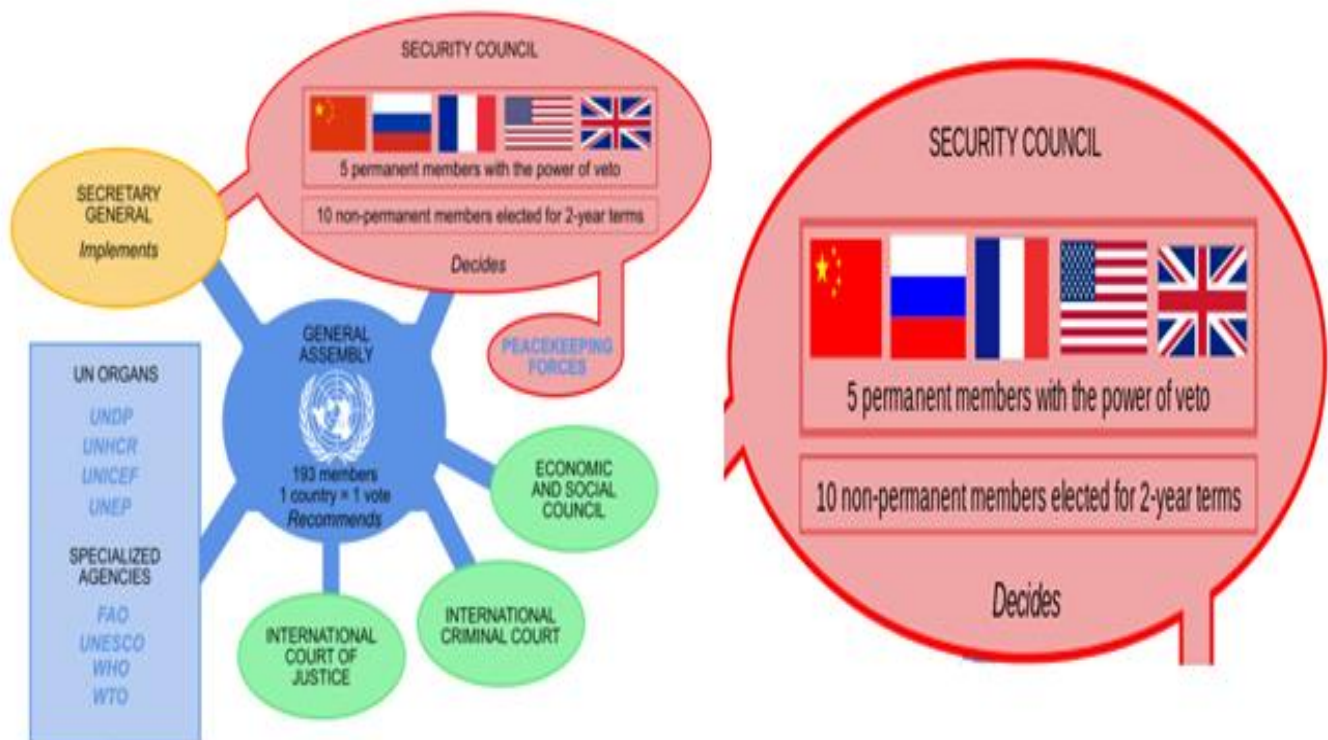 SECURITY COUNCIL
5 permanent members with the power of veto
10 non-permanent members elected for 2-year terms
Decides
SECRETARY
GENERAL
Implements
GENERAL
ASSEMBLY
193 members
1 country = 1 vote
Recommends
PEACEKEEPING
FORCES
UN ORGANS
UNDP
UNHCR
UNICEF
UNEP
SPECIALIZED
AGENCIES
FAO
UNESCO
WHO
WTO
ECONOMIC
AND SOCIAL
COUNCIL
INTERNATIONAL
CRIMINAL COURT
INTERNATIONAL
COURT OF
JUSTICE
SECURITY COUNCIL
5 permanent members with the power of veto
10 non-permanent members elected for 2-year terms
Decides